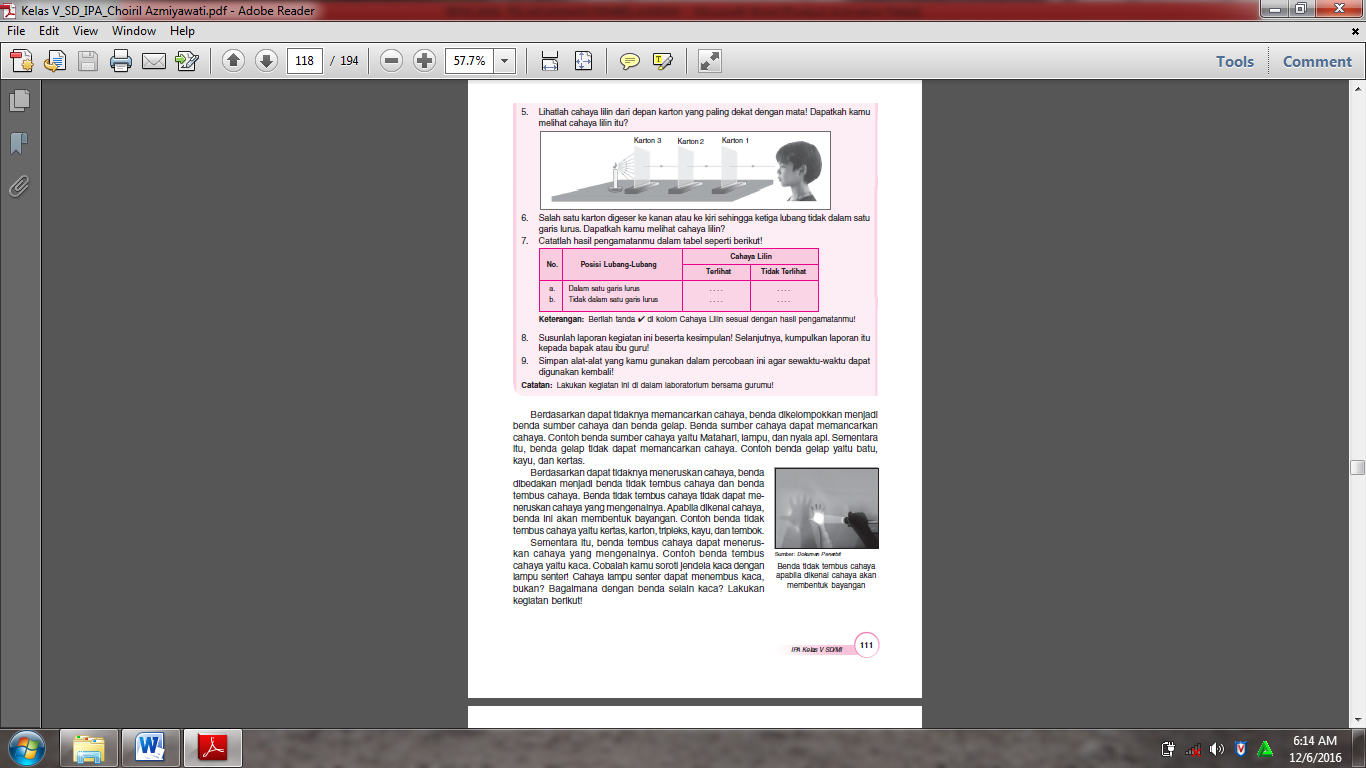 Kelas V_SD_IPA_Choiril Azmiyawati.pdf - Adobe Reader
File Edit View Window Help
118 / 194 57.7% Tools Comment
5. Lihatlah cahaya lilin dari depan karton yang paling dekat dengan mata! Dapatkah kamu
melihat cahaya lilin itu?
Karton 3 Karton 2 Karton 1
6. Salah satu karton digeser ke kanan atau ke kiri sehingga ketiga lubang tidak dalam satu
garis lurus. Dapatkah kamu melihat cahaya lilin?
7. Catatlah hasil pengamatanmu dalam tabel seperti berikut!
No. Posisi Lubang-Lubang Cahaya Lilin
Terlihat Tidak Terlihat
a. Dalam satu garis lurus . . . . . . . .
b. Tidak dalam satu garis lurus . . . . . . . .
Keterangan: Berilah tanda ✔ di kolom Cahaya Lilin sesuai dengan hasil pengamatanmu!
8. Susunlah laporan kegiatan ini beserta kesimpulan! Selanjutnya, kumpulkan laporan itu
kepada bapak atau ibu guru!
9. Simpan alat-alat yang kamu gunakan dalam percobaan ini agar sewaktu-waktu dapat
digunakan kembali!
Catatan: Lakukan kegiatan ini di dalam laboratorium bersama gurumu!
Berdasarkan dapat tidaknya memancarkan cahaya, benda dikelompokkan menjadi
benda sumber cahaya dan benda gelap. Benda sumber cahaya dapat memancarkan
cahaya. Contoh benda sumber cahaya yaitu Matahari, lampu, dan nyala api. Sementara
itu, benda gelap tidak dapat memancarkan cahaya. Contoh benda gelap yaitu batu,
kayu, dan kertas.
Berdasarkan dapat tidaknya meneruskan cahaya, benda
dibedakan menjadi benda tidak tembus cahaya dan benda
tembus cahaya. Benda tidak tembus cahaya tidak dapat me-
neruskan cahaya yang mengenainya. Apabila dikenai cahaya,
benda ini akan membentuk bayangan. Contoh benda tidak
tembus cahaya yaitu kertas, karton, tripleks, kayu, dan tembok.
Sementara itu, benda tembus cahaya dapat menerus-
kan cahaya yang mengenainya. Contoh benda tembus
cahaya yaitu kaca. Cobalah kamu soroti jendela kaca dengan
lampu senter! Cahaya lampu senter dapat menembus kaca,
bukan? Bagaimana dengan benda selain kaca? Lakukan
kegiatan berikut!
Sumber: Dokumen Penerbit
Benda tidak tembus cahaya
apabila dikenai cahaya akan
membentuk bayangan
IPA Kelas V SD/MI 111
6:14 AM
12/6/2016